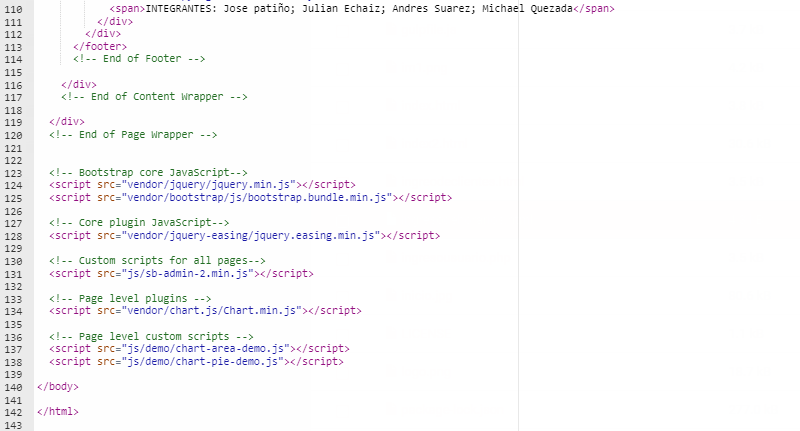 110 <span>INTEGRANTES: Jose patiño; Julian Echaiz; Andres Suarez; Michael Quezada</span>
111 </div>
112 </div>
113 </footer>
114 <!-- End of Footer -->
115
116 </div>
117 <!-- End of Content Wrapper -->
118
119 </div>
120 <!-- End of Page Wrapper -->
121
122
123 <!-- Bootstrap core JavaScript-->
124 <script src="vendor/jquery/jquery.min.js"></script>
125 <script src="vendor/bootstrap/js/bootstrap.bundle.min.js"></script>
126
127 <!-- Core plugin JavaScript-->
128 <script src="vendor/jquery-easing/jquery.easing.min.js"></script>
129
130 <!-- Custom scripts for all pages-->
131 <script src="js/sb-admin-2.min.js"></script>
132
133 <!-- Page level plugins -->
134 <script src="vendor/chart.js/Chart.min.js"></script>
135
136 <!-- Page level custom scripts -->
137 <script src="js/demo/chart-area-demo.js"></script>
138 <script src="js/demo/chart-pie-demo.js"></script>
139
140 </body>
141
142 </html>
143